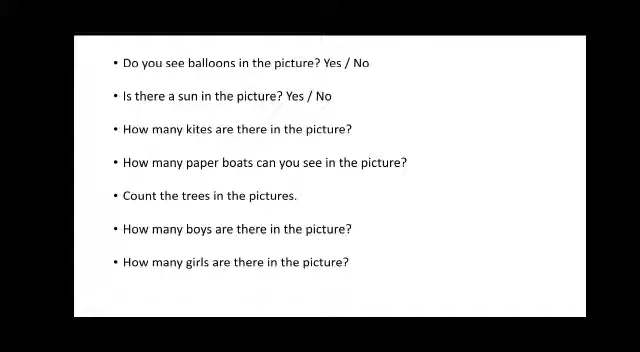 • Do you see balloons in the picture? Yes / No
• Is there a sun in the picture? Yes / No
• How many kites are there in the picture?
• How many paper boats can you see in the picture?
• Count the trees in the pictures.
• How many boys are there in the picture?
• How many girls are there in the picture?